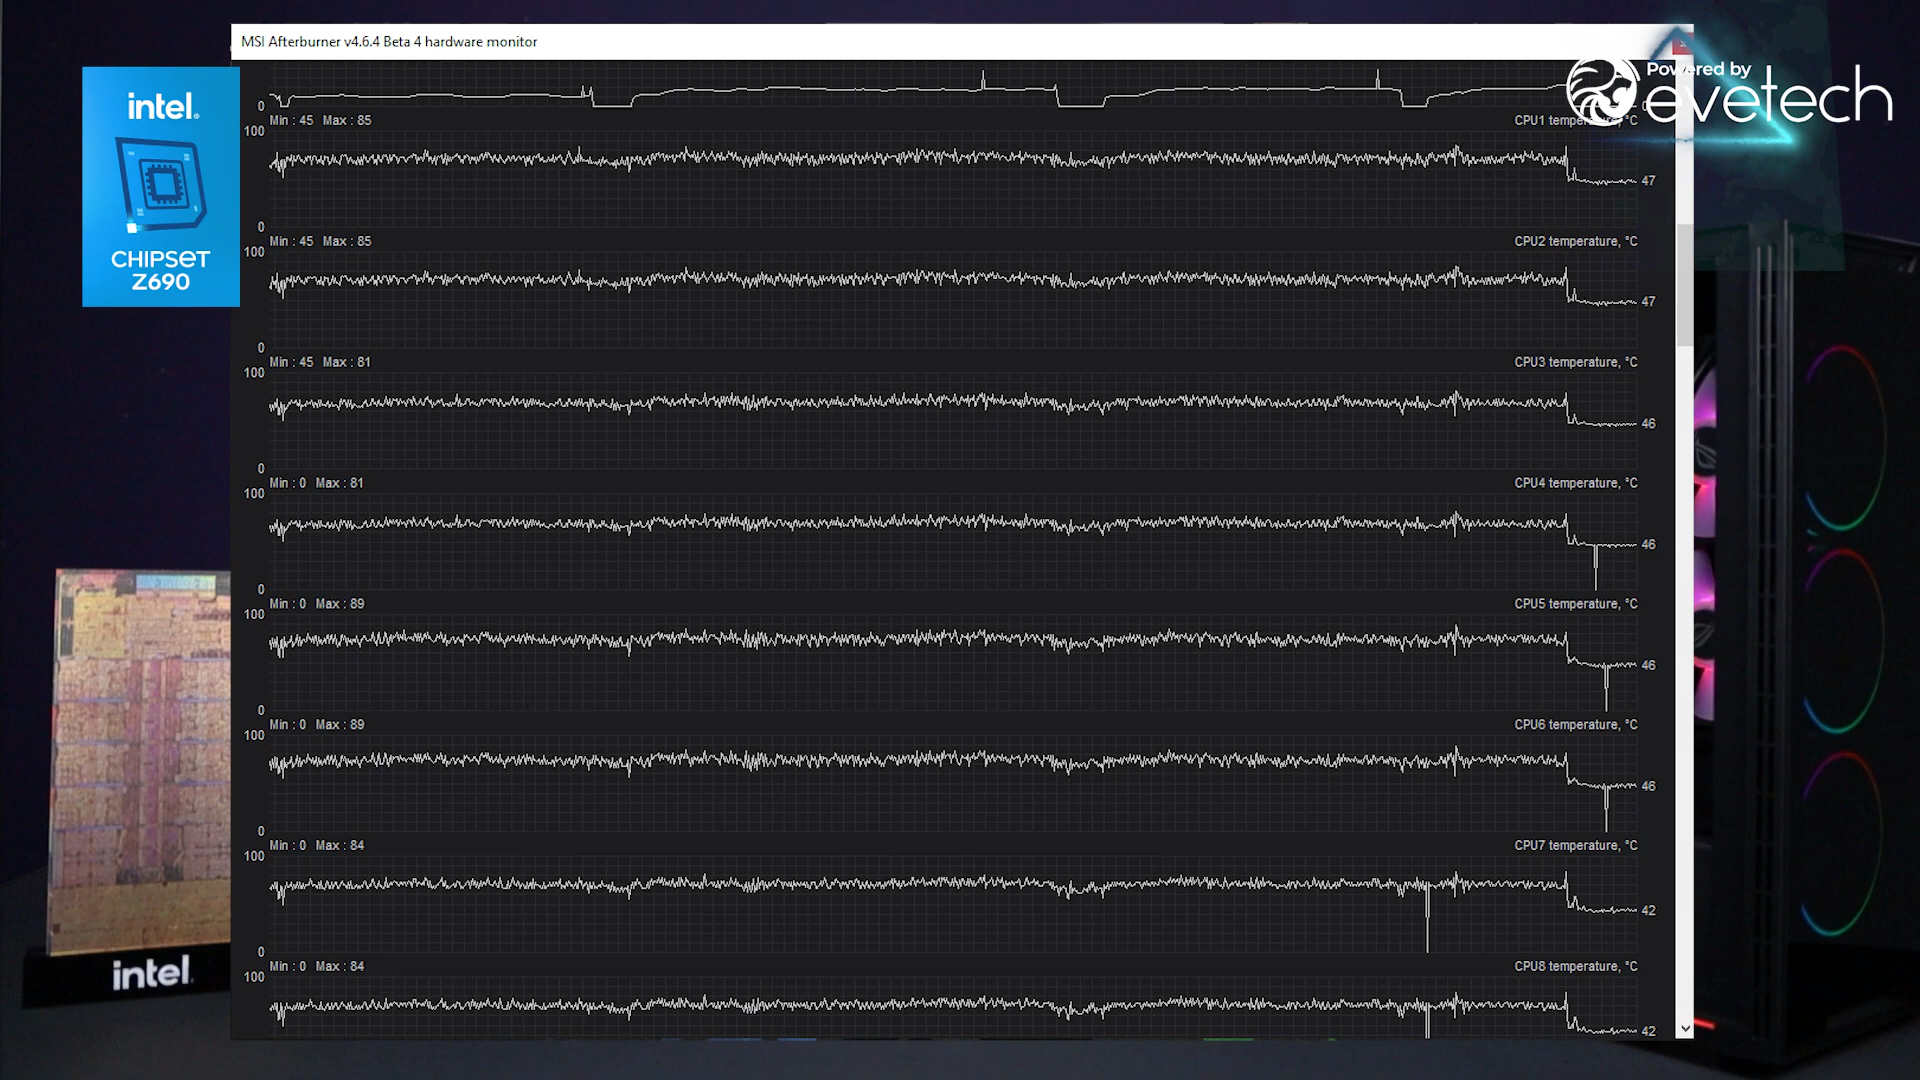 MSI Afterburner v4.6.4 Beta 4 hardware monitor
Powered by
evetech
intel.
CHIPSET
Z690
0
Min : 45 Max : 85
CPU1 temperature, °C
100
47
0
Min : 45 Max : 85
CPU2 temperature, °C
100
47
0
Min : 45 Max : 81
CPU3 temperature, °C
100
46
0
Min : 0 Max : 81
CPU4 temperature, °C
100
46
0
Min : 0 Max : 89
CPU5 temperature, °C
100
46
0
Min : 0 Max : 89
CPU6 temperature, °C
100
46
0
Min : 0 Max : 84
CPU7 temperature, °C
100
42
0
Min : 0 Max : 84
CPU8 temperature, °C
100
42
intel.